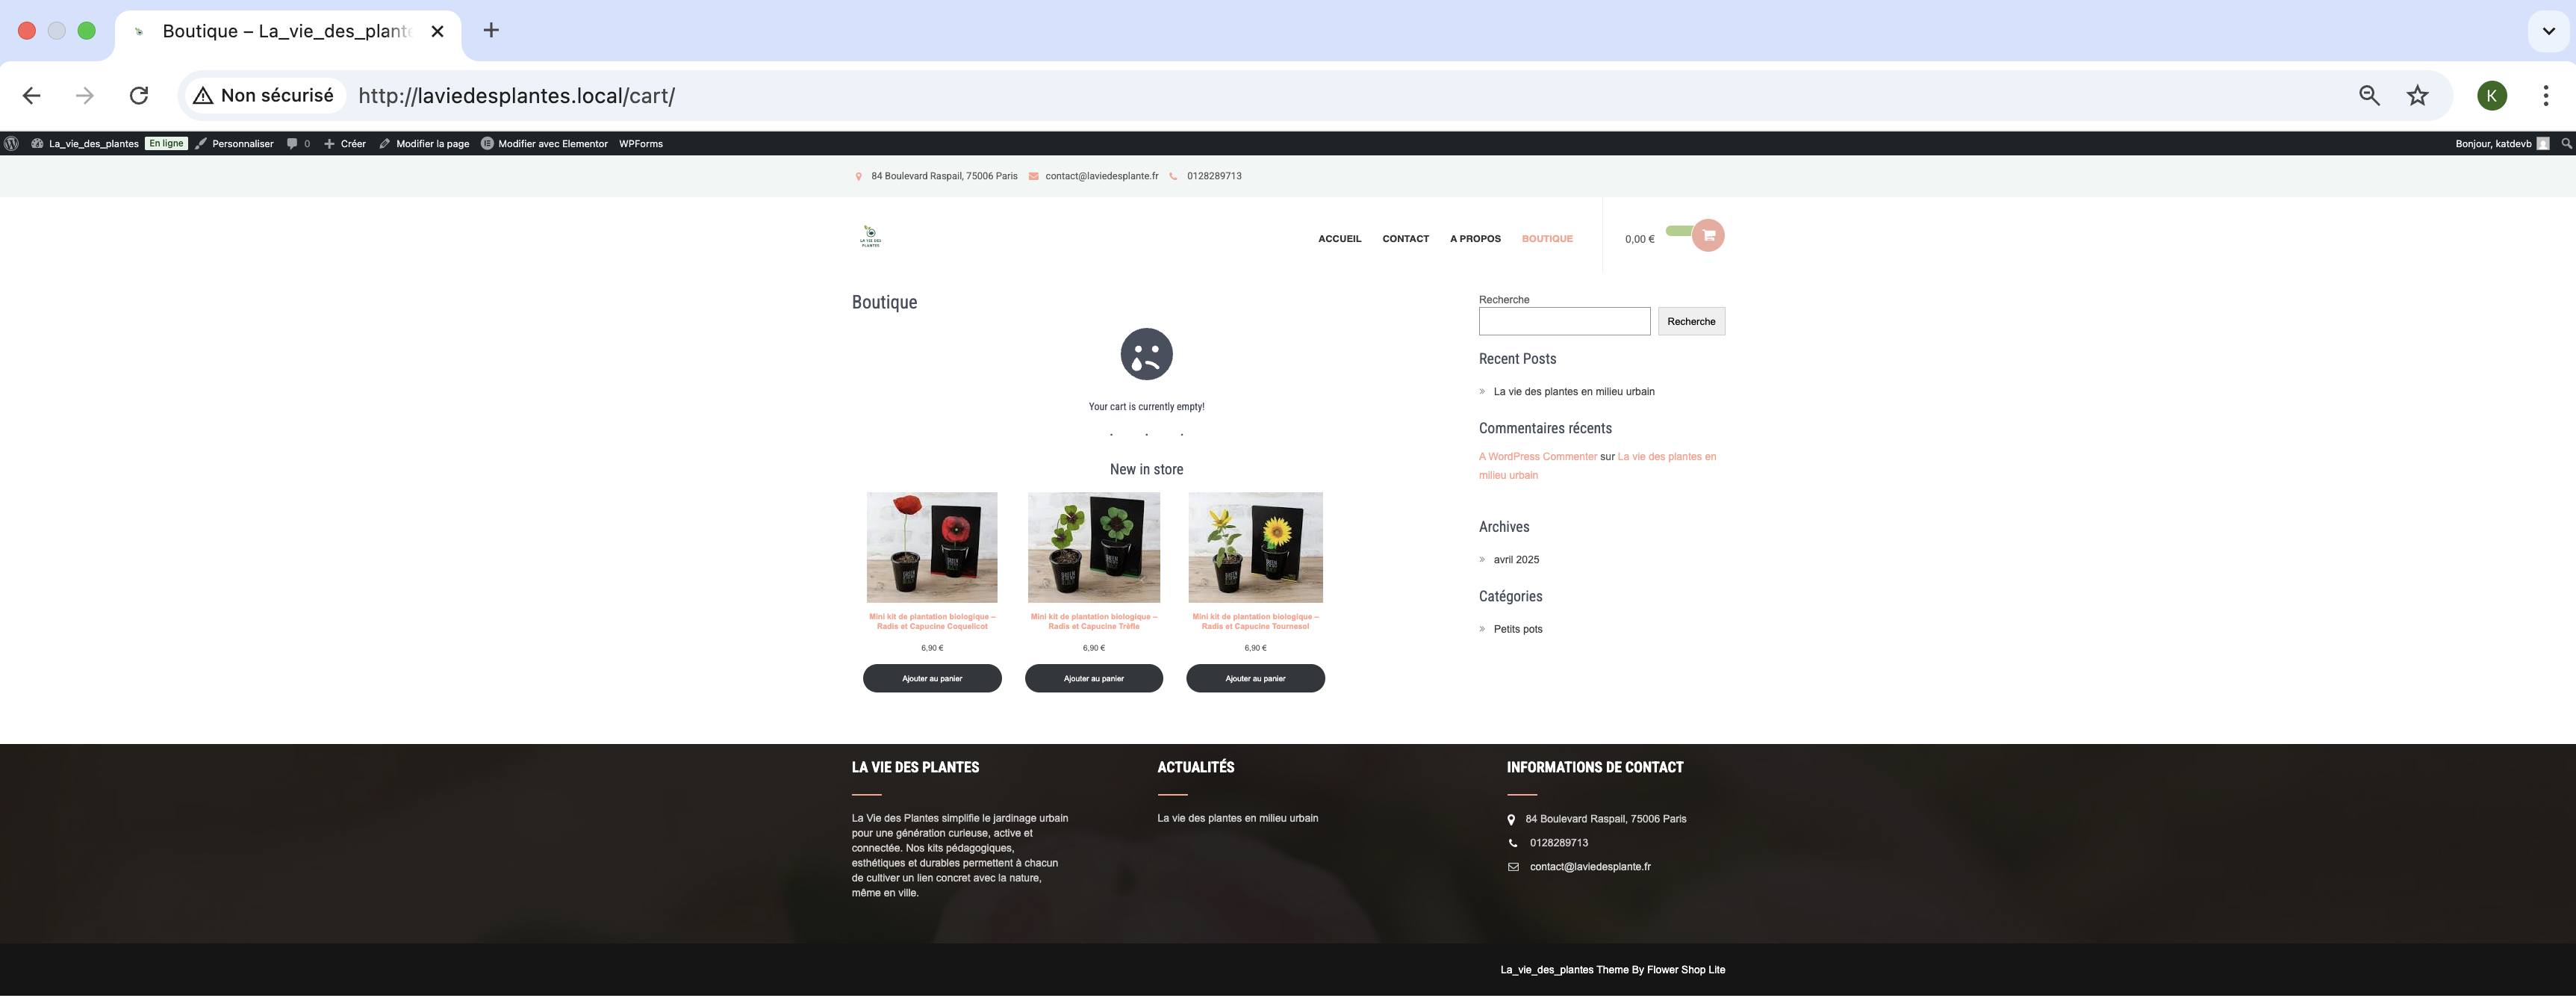 Boutique – La_vie_des_plante
Non sécurisé
http://laviedesplantes.local/cart/
K
La_vie_des_plantes
En ligne
Personnaliser
0
Créer
Modifier la page
Modifier avec Elementor
WPForms
Bonjour, katdevb
84 Boulevard Raspail, 75006 Paris
contact@laviedesplante.fr
0128289713
LA VIE DES
PLANTES
ACCUEIL
CONTACT
A PROPOS
BOUTIQUE
0,00 €
Boutique
Your cart is currently empty!
New in store
Mini kit de plantation biologique –
Radis et Capucine Coquelicot
6,90 €
Ajouter au panier
Mini kit de plantation biologique –
Radis et Capucine Trèfle
6,90 €
Ajouter au panier
Mini kit de plantation biologique –
Radis et Capucine Tournesol
6,90 €
Ajouter au panier
Recherche
Recherche
Recent Posts
» La vie des plantes en milieu urbain
Commentaires récents
A WordPress Commenter sur La vie des plantes en
milieu urbain
Archives
» avril 2025
Catégories
» Petits pots
LA VIE DES PLANTES
La Vie des Plantes simplifie le jardinage urbain
pour une génération curieuse, active et
connectée. Nos kits pédagogiques,
esthétiques et durables permettent à chacun
de cultiver un lien concret avec la nature,
même en ville.
ACTUALITÉS
La vie des plantes en milieu urbain
INFORMATIONS DE CONTACT
84 Boulevard Raspail, 75006 Paris
0128289713
contact@laviedesplante.fr
La_vie_des_plantes Theme By Flower Shop Lite